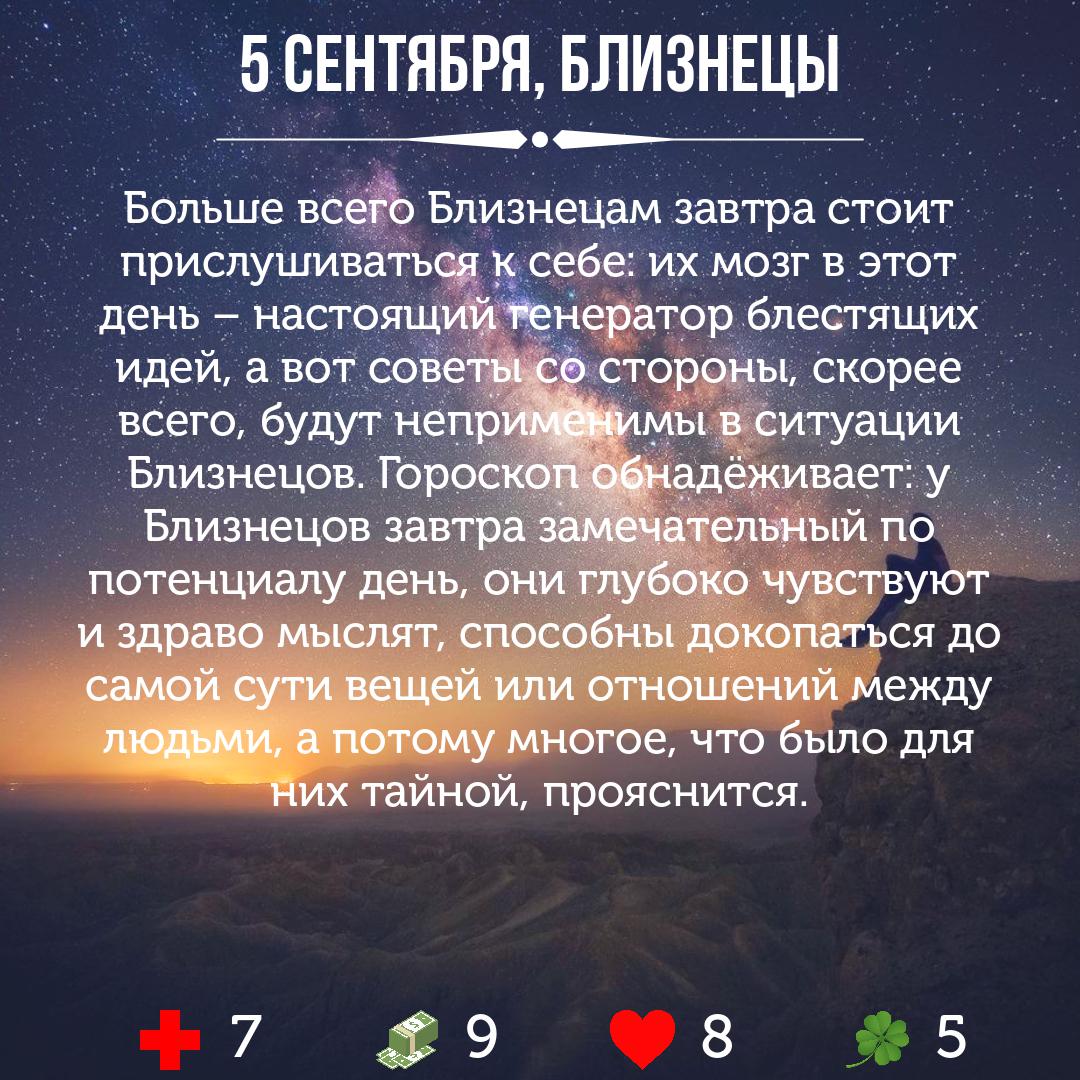 5 СЕНТЯБРЯ, БЛИЗНЕЦЫ
Больше всего Близнецам завтра стоит
прислушиваться к себе: их мозг в этот
день – настоящий генератор блестящих
идей, а вот советы со стороны, скорее
всего, будут неприменимы в ситуации
Близнецов. Гороскоп обнадёживает: у
Близнецов завтра замечательный по
потенциалу день, они глубоко чувствуют
и здраво мыслят, способны докопаться до
самой сути вещей или отношений между
людьми, а потому многое, что было для
них тайной, прояснится.
7 9 8 5